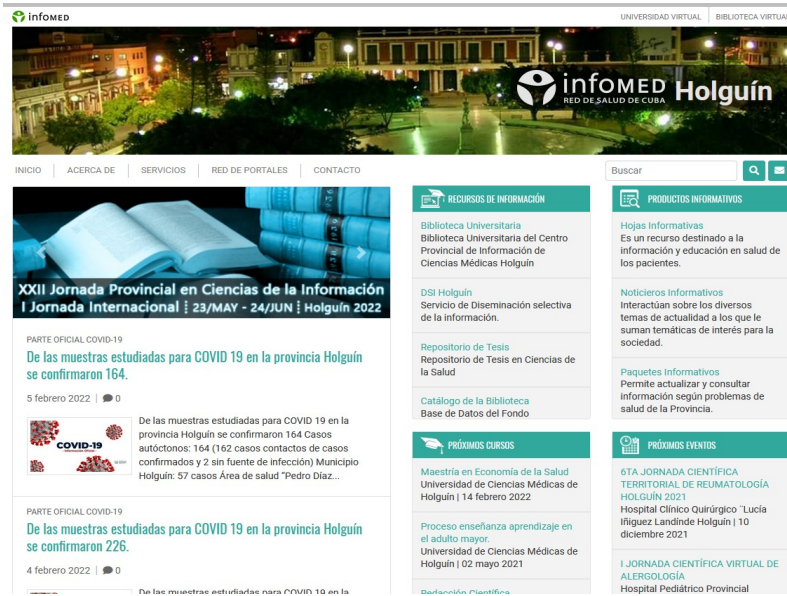 infoMED
UNIVERSIDAD VIRTUAL
BIBLIOTECA VIRTUAL
infoMED
RED DE SALUD DE CUBA
Holguín
INICIO
ACERCA DE
SERVICIOS
RED DE PORTALES
CONTACTO
Buscar
XXII Jornada Provincial en Ciencias de la Información
I Jornada Internacional | 23/MAY - 24/JUN | Holguín 2022
PARTE OFICIAL COVID-19
De las muestras estudiadas para COVID 19 en la provincia Holguín
se confirmaron 164.
5 febrero 2022 | 0
COVID-19
De las muestras estudiadas para COVID 19 en la
provincia Holguín se confirmaron 164 Casos
autóctonos: 164 (162 casos contactos de casos
confirmados y 2 sin fuente de infección) Municipio
Holguín: 57 casos Área de salud "Pedro Díaz...
PARTE OFICIAL COVID-19
De las muestras estudiadas para COVID 19 en la provincia Holguín
se confirmaron 226.
4 febrero 2022 | 0
De las muestras estudiadas para COVID 19 en la
RECURSOS DE INFORMACIÓN
Biblioteca Universitaria
Biblioteca Universitaria del Centro
Provincial de Información de
Ciencias Médicas Holguín
DSI Holguín
Servicio de Diseminación selectiva
de la información.
Repositorio de Tesis
Repositorio de Tesis en Ciencias de
la Salud
Catálogo de la Biblioteca
Base de Datos del Fondo
PRÓXIMOS CURSOS
Maestría en Economía de la Salud
Universidad de Ciencias Médicas de
Holguín | 14 febrero 2022
Proceso enseñanza aprendizaje en
el adulto mayor.
Universidad de Ciencias Médicas de
Holguín | 02 mayo 2021
Redacción Científica
PRODUCTOS INFORMATIVOS
Hojas Informativas
Es un recurso destinado a la
información y educación en salud de
los pacientes.
Noticieros Informativos
Interactúan sobre los diversos
temas de actualidad a los que le
suman temáticas de interés para la
sociedad.
Paquetes Informativos
Permite actualizar y consultar
información según problemas de
salud de la Provincia.
PRÓXIMOS EVENTOS
6TA JORNADA CIENTÍFICA
TERRITORIAL DE REUMATOLOGÍA
HOLGUÍN 2021
Hospital Clínico Quirúrgico ¨Lucía
Iñiguez Landínde Holguín | 10
diciembre 2021
I JORNADA CIENTÍFICA VIRTUAL DE
ALERGOLOGÍA
Hospital Pediátrico Provincial